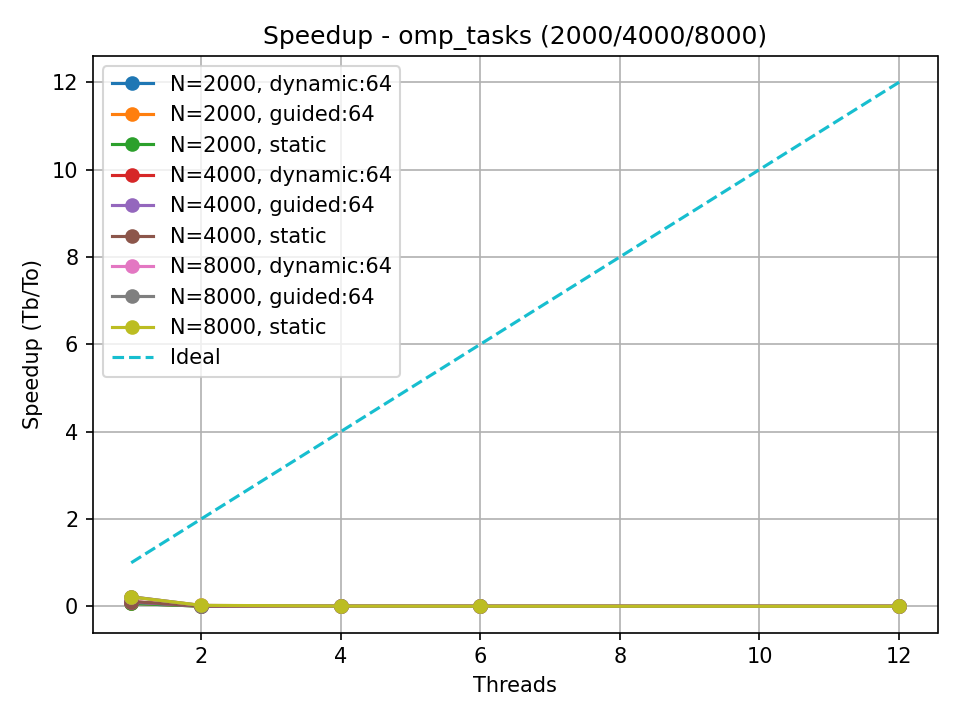 Speedup - omp_tasks (2000/4000/8000)
Speedup (Tb/To)
12
10
8
6
4
2
0
N=2000, dynamic:64
N=2000, guided:64
N=2000, static
N=4000, dynamic:64
N=4000, guided:64
N=4000, static
N=8000, dynamic:64
N=8000, guided:64
N=8000, static
Ideal
2 4 6 8 10 12
Threads